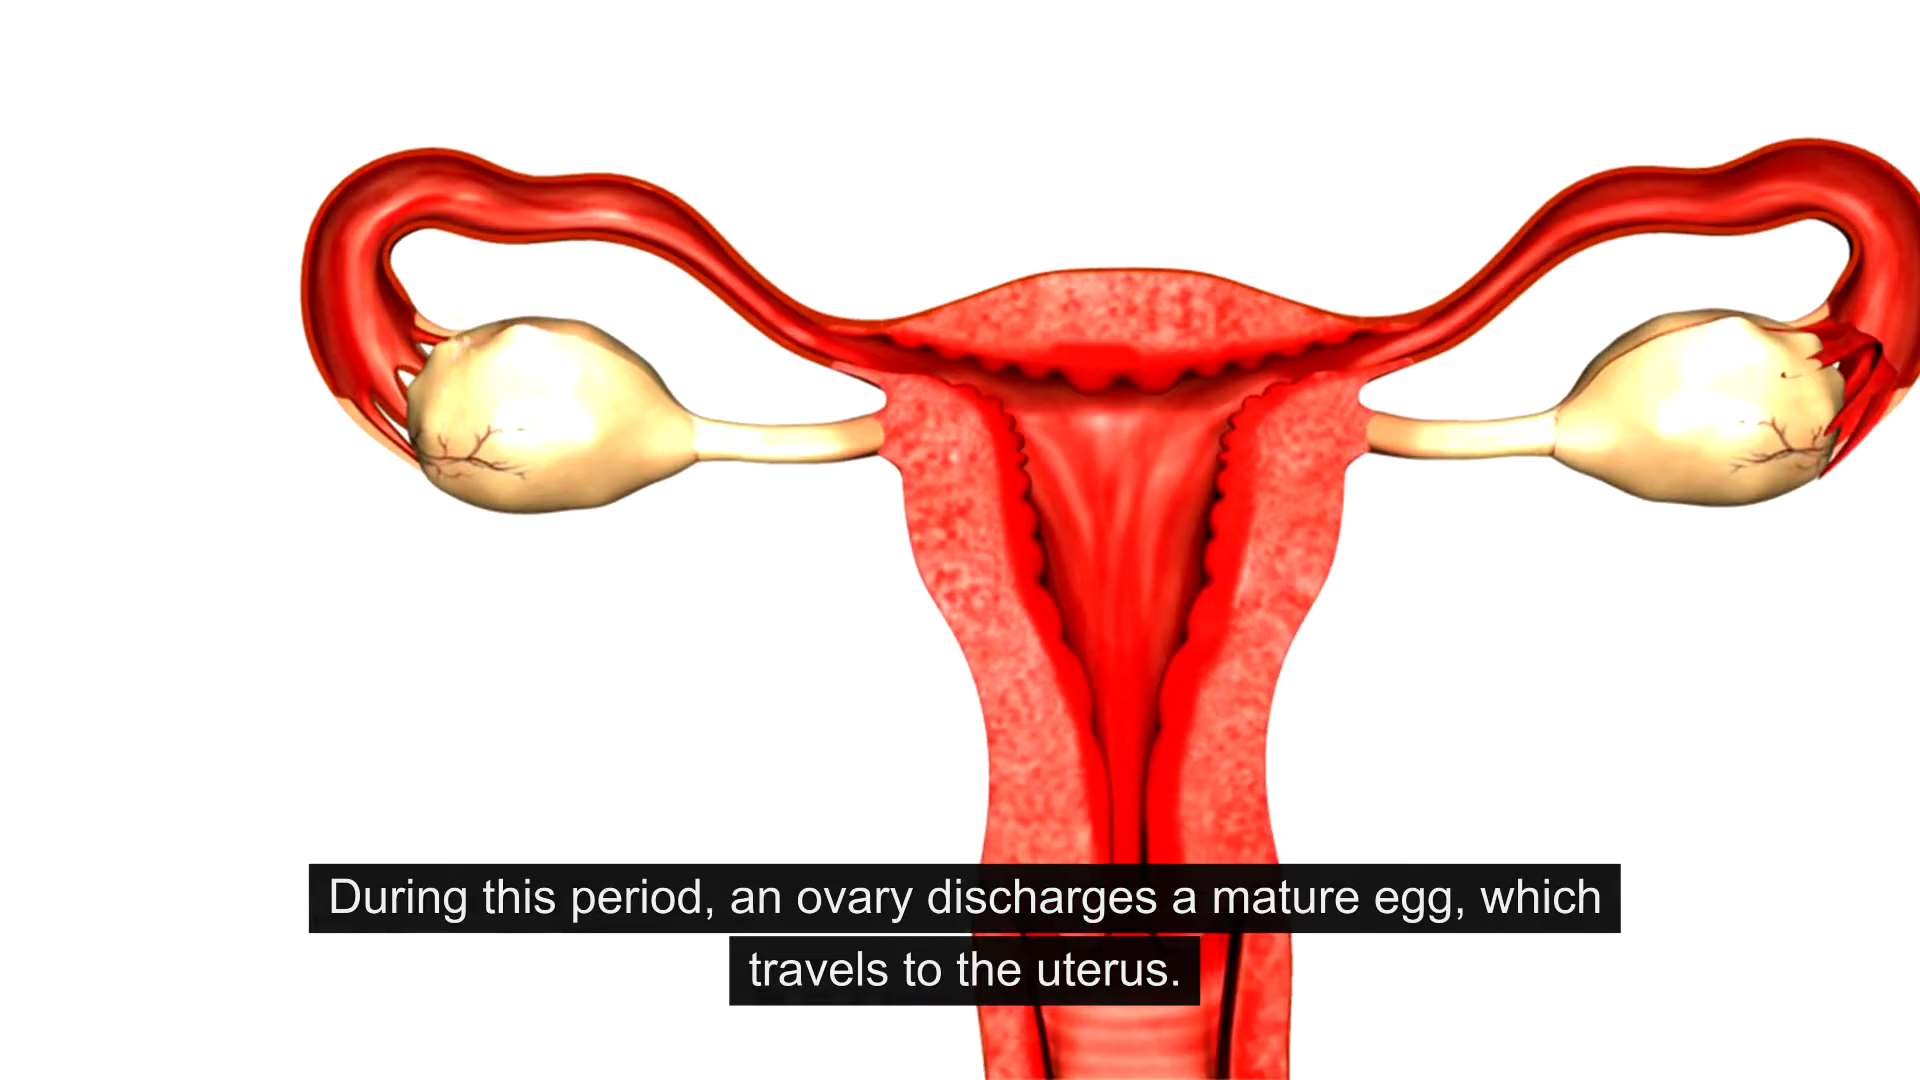 During this period, an ovary discharges a mature egg, which
travels to the uterus.